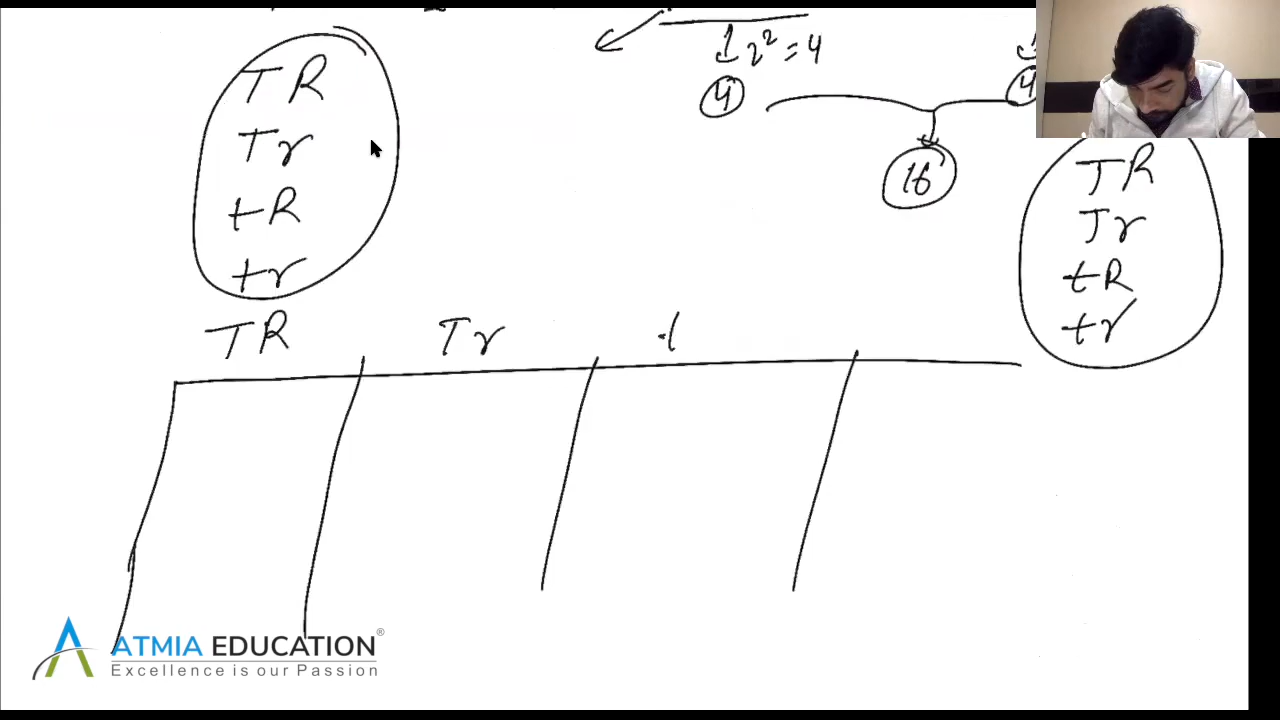 2² = 4
4
4
16
TR
Tr
tR
tr
TR
Tr
tR
tr
TR
Tr
t
ATMIA EDUCATION®
Excellence is our Passion